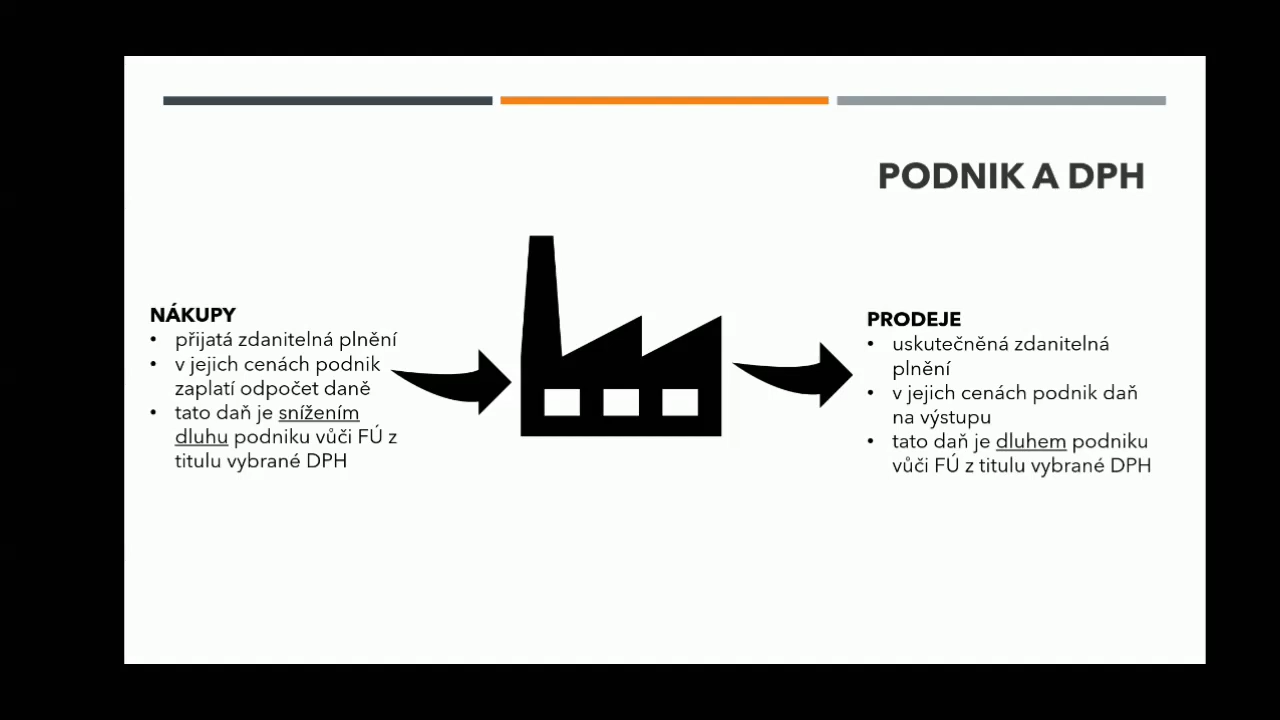 PODNIK A DPH
NÁKUPY
• přijatá zdanitelná plnění
• v jejich cenách podnik
zaplatí odpočet daně
• tato daň je snížením
dluhu podniku vůči FÚ z
titulu vybrané DPH
PRODEJE
• uskutečněná zdanitelná
plnění
• v jejich cenách podnik daň
na výstupu
• tato daň je dluhem podniku
vůči FÚ z titulu vybrané DPH